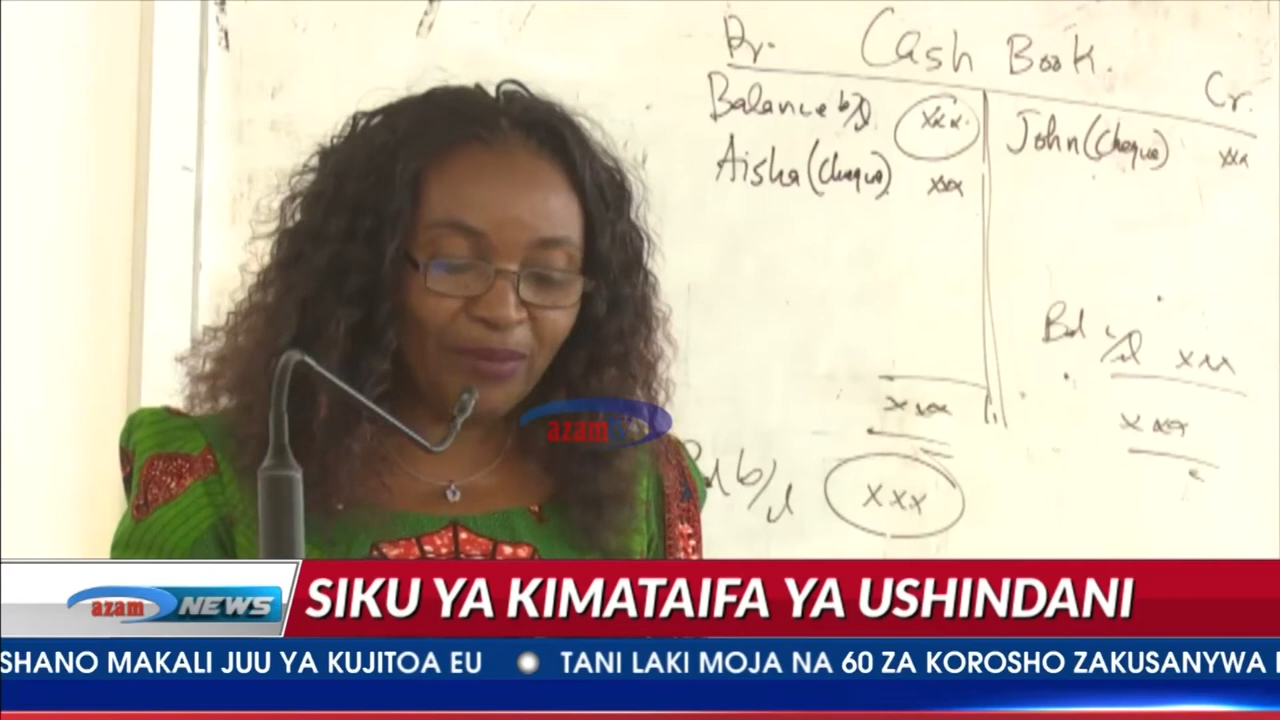 Dr. Cash Book. Cr.
Balance b/d xxx. John (Cheque) xxx
Aisha (Cheque) xxx
Bal c/d xxx
xxx xxx
Bal b/d xxx
azam tv
azam NEWS SIKU YA KIMATAIFA YA USHINDANI
SHANO MAKALI JUU YA KUJITOA EU TANI LAKI MOJA NA 60 ZA KOROSHO ZAKUSANYWA